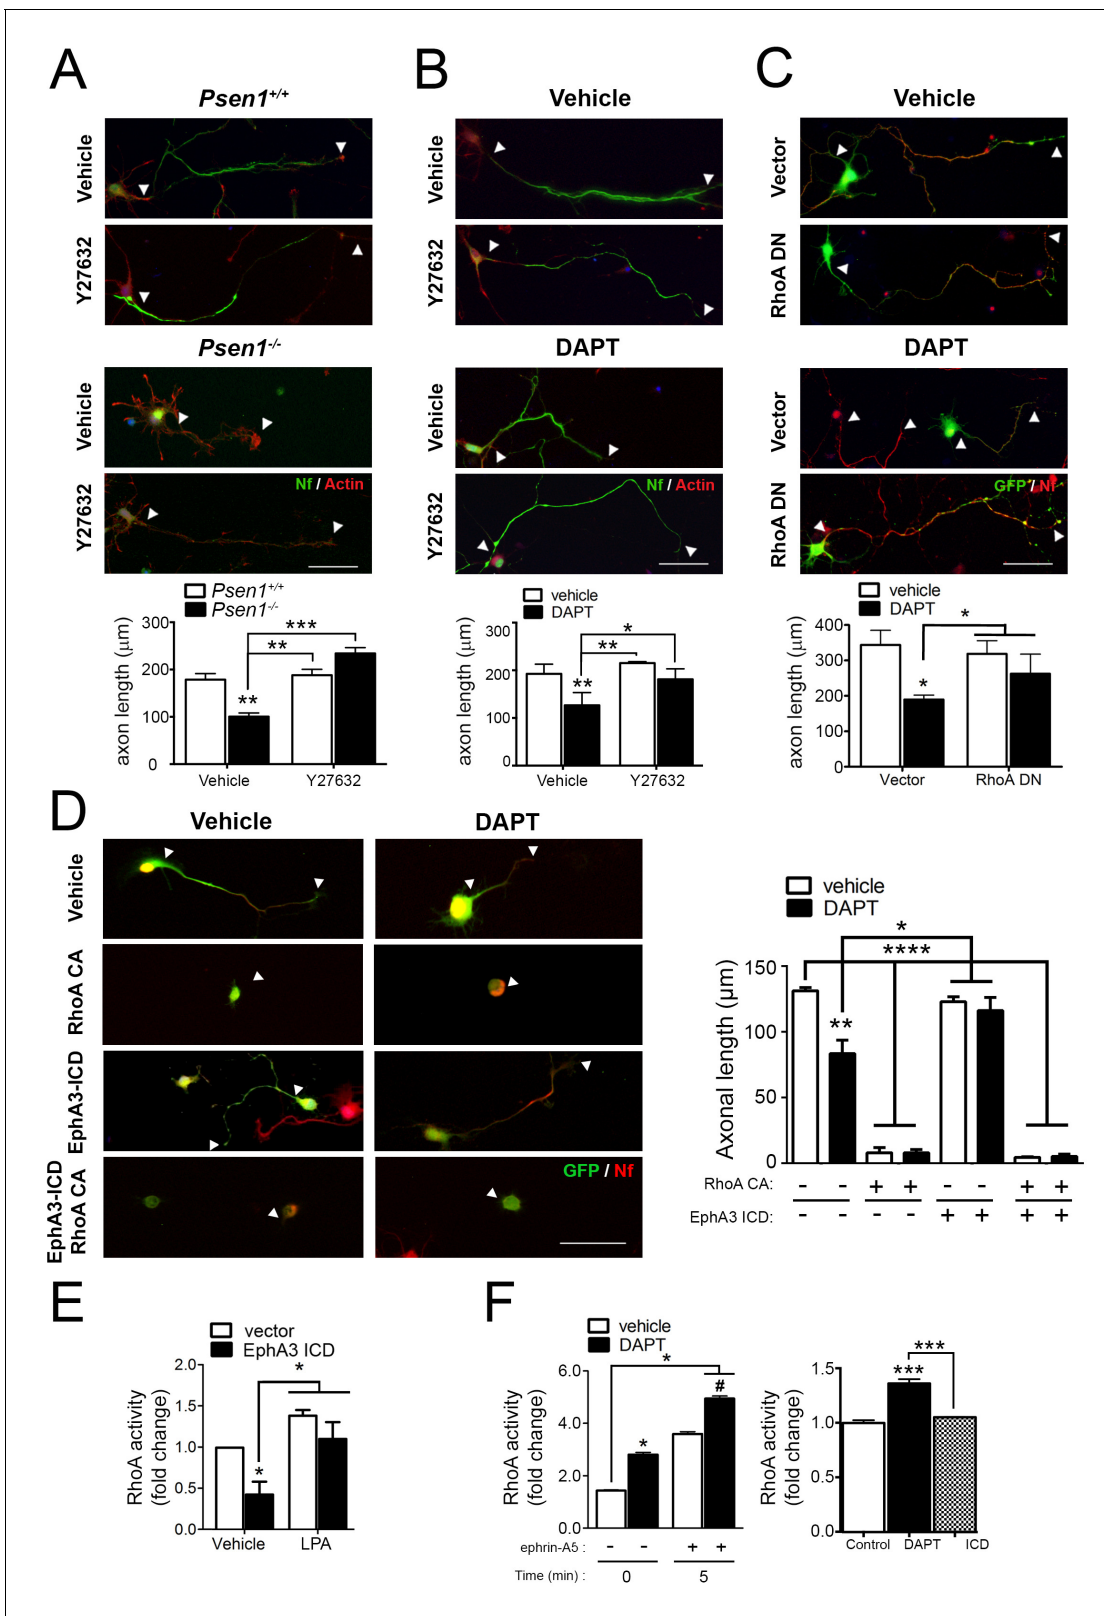 A
Psen1+/+
Vehicle
Y27632
Psen1-/-
Vehicle
Y27632
Nf / Actin
Psen1+/+
Psen1-/-
axon length (μm)
300
200
100
0
***
**
**
Vehicle
Y27632
B
Vehicle
Vehicle
Y27632
DAPT
Vehicle
Y27632
Nf / Actin
vehicle
DAPT
axon length (μm)
300
200
100
0
*
**
**
Vehicle
Y27632
C
Vehicle
Vector
RhoA DN
DAPT
Vector
RhoA DN
GFP / Nf
vehicle
DAPT
axon length (μm)
400
300
200
100
0
*
*
Vector
RhoA DN
D
Vehicle
DAPT
Vehicle
RhoA CA
EphA3-ICD
EphA3-ICD
RhoA CA
GFP / Nf
vehicle
DAPT
Axonal length (μm)
150
100
50
0
*
****
**
RhoA CA: - - + + - - + +
EphA3 ICD: - - - - + + + +
E
vector
EphA3 ICD
RhoA activity
(fold change)
2.0
1.5
1.0
0.5
0.0
*
*
Vehicle
LPA
F
vehicle
DAPT
RhoA activity
(fold change)
6.0
4.0
2.0
0.0
*
*
#
ephrin-A5 : - - + +
Time (min) : 0 5
RhoA activity
(fold change)
1.5
1.0
0.5
0.0
***
***
Control
DAPT
ICD